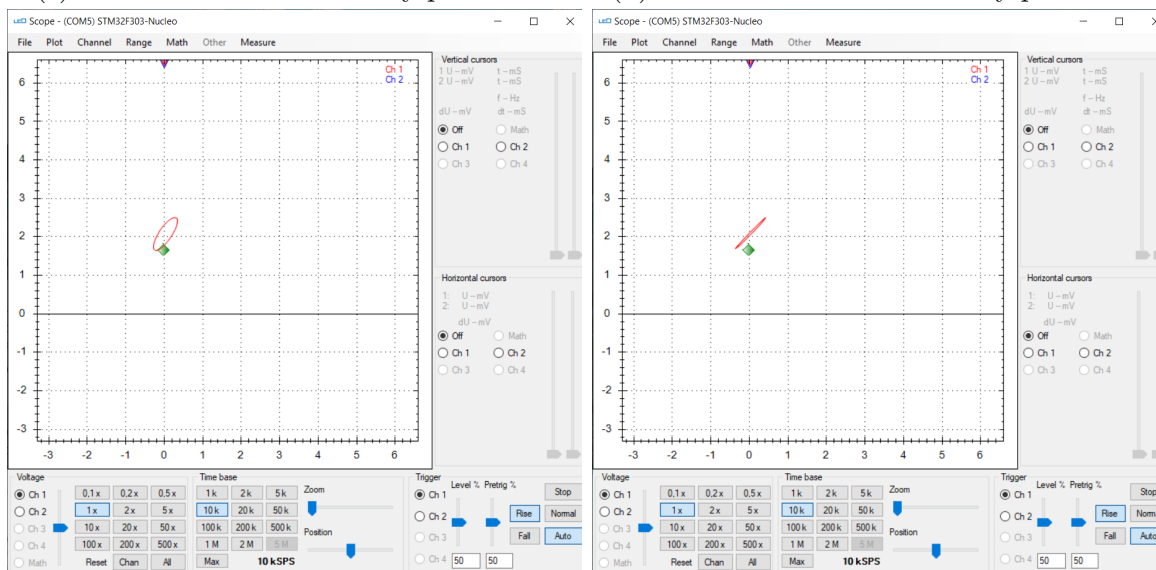 Scope - (COM5) STM32F303-Nucleo
File Plot Channel Range Math Other Measure
Ch 1
Ch 2
6
5
4
3
2
1
0
-1
-2
-3
-3 -2 -1 0 1 2 3 4 5 6
Vertical cursors
1 U – mV t – mS
2 U – mV t – mS
f – Hz
dU – mV dt – mS
Off Math
Ch 1 Ch 2
Ch 3 Ch 4
Horizontal cursors
1: U – mV
2: U – mV
dU – mV
Off Math
Ch 1 Ch 2
Ch 3 Ch 4
Voltage
Ch 1 0,1 x 0,2 x 0,5 x
Ch 2 1 x 2 x 5 x
Ch 3 10 x 20 x 50 x
Ch 4 100 x 200 x 500 x
Math Reset Chan All
Time base
1 k 2 k 5 k Zoom
10 k 20 k 50 k
100 k 200 k 500 k Position
1 M 2 M 5 M
Max 10 kSPS
Trigger
Ch 1 Level % Pretrig % Stop
Ch 2 Rise Normal
Ch 3 Fall Auto
Ch 4 50 50
Scope - (COM5) STM32F303-Nucleo
File Plot Channel Range Math Other Measure
Ch 1
Ch 2
6
5
4
3
2
1
0
-1
-2
-3
-3 -2 -1 0 1 2 3 4 5 6
Vertical cursors
1 U – mV t – mS
2 U – mV t – mS
f – Hz
dU – mV dt – mS
Off Math
Ch 1 Ch 2
Ch 3 Ch 4
Horizontal cursors
1: U – mV
2: U – mV
dU – mV
Off Math
Ch 1 Ch 2
Ch 3 Ch 4
Voltage
Ch 1 0,1 x 0,2 x 0,5 x
Ch 2 1 x 2 x 5 x
Ch 3 10 x 20 x 50 x
Ch 4 100 x 200 x 500 x
Math Reset Chan All
Time base
1 k 2 k 5 k Zoom
10 k 20 k 50 k
100 k 200 k 500 k Position
1 M 2 M 5 M
Max 10 kSPS
Trigger
Ch 1 Level % Pretrig %
Ch 2 Rise
Ch 3 Fall Auto
Ch 4 50 50